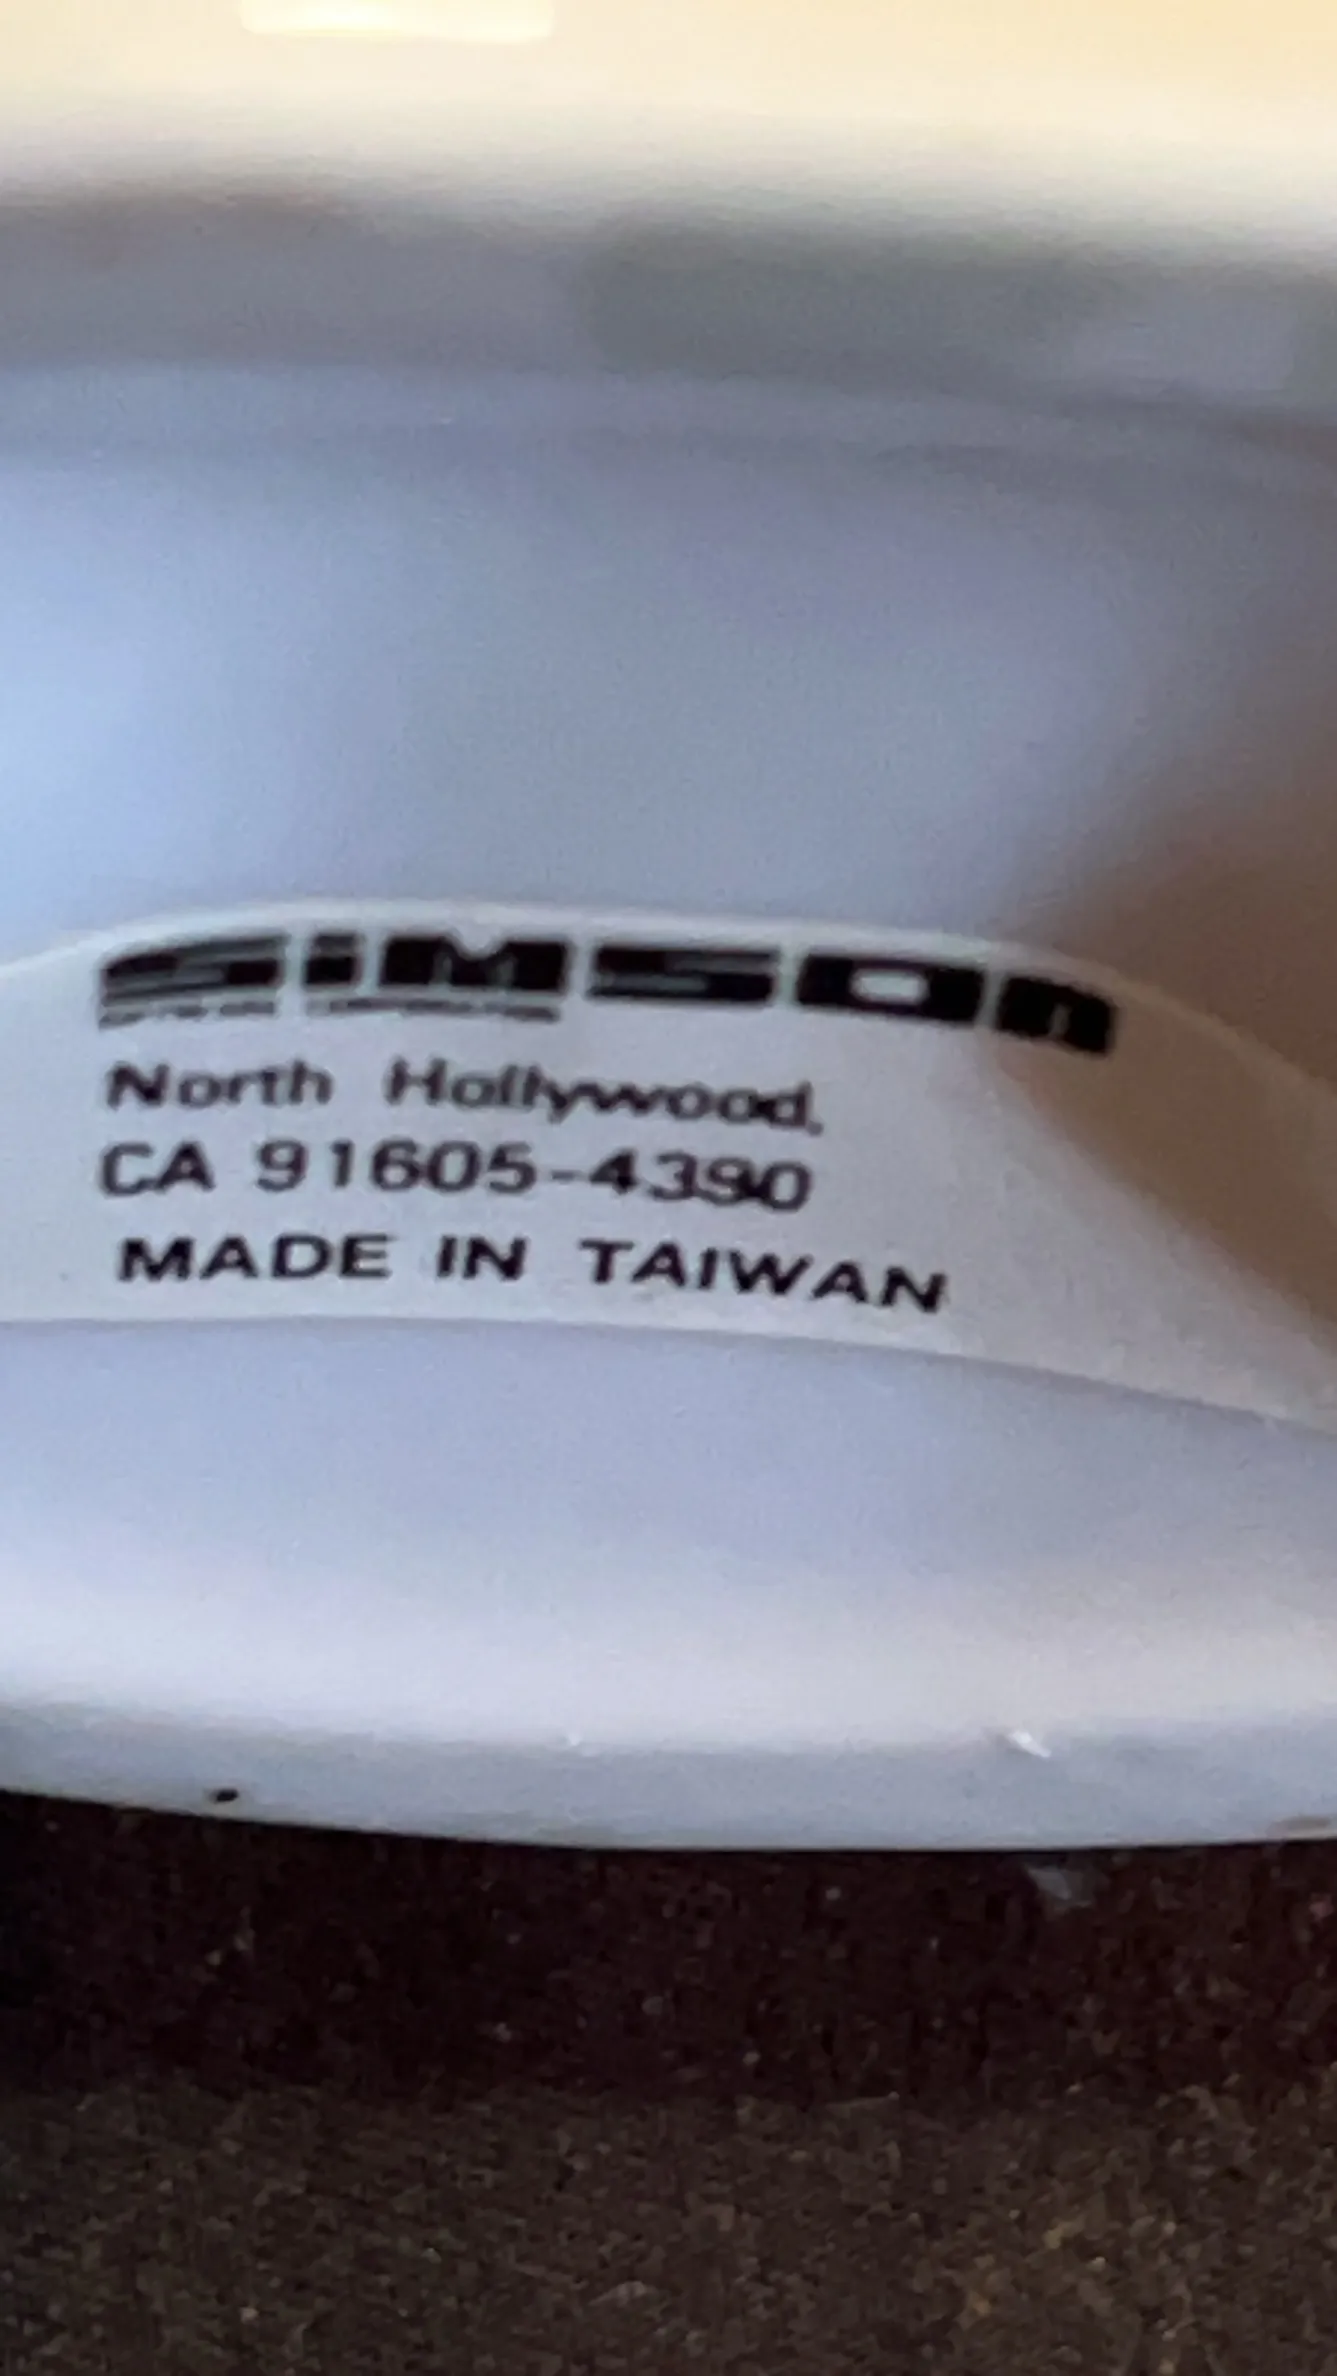 SiMSOn
North Hollywood,
CA 91605-4390
MADE IN TAIWAN